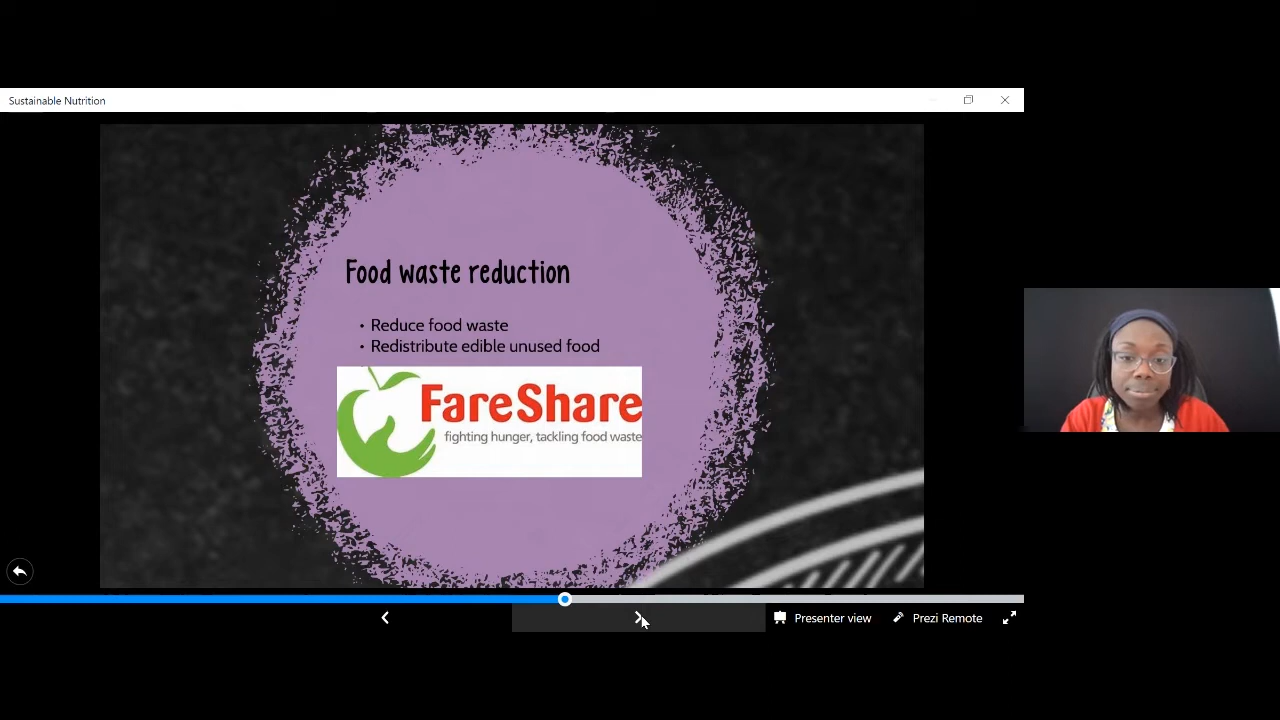 Sustainable Nutrition
Food waste reduction
• Reduce food waste
• Redistribute edible unused food
FareShare
fighting hunger, tackling food waste
Presenter view
Prezi Remote